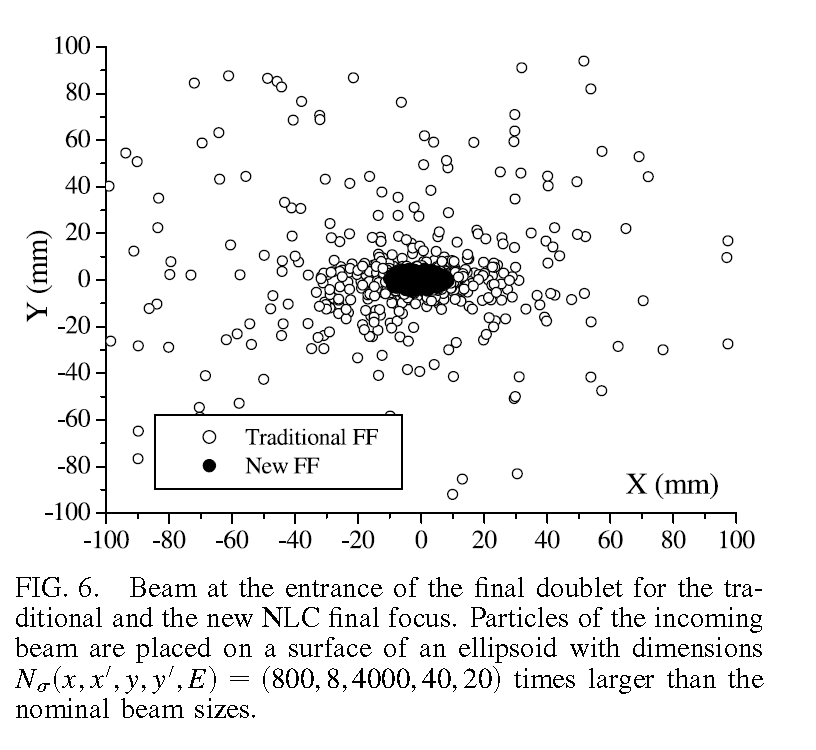 100
80
60
40
20
0
-20
-40
-60
-80
-100
Y (mm)
Traditional FF
New FF
X (mm)
-100 -80 -60 -40 -20 0 20 40 60 80 100
FIG. 6. Beam at the entrance of the final doublet for the tra-
ditional and the new NLC final focus. Particles of the incoming
beam are placed on a surface of an ellipsoid with dimensions
Nσ(x, x′, y, y′, E) = (800, 8, 4000, 40, 20) times larger than the
nominal beam sizes.